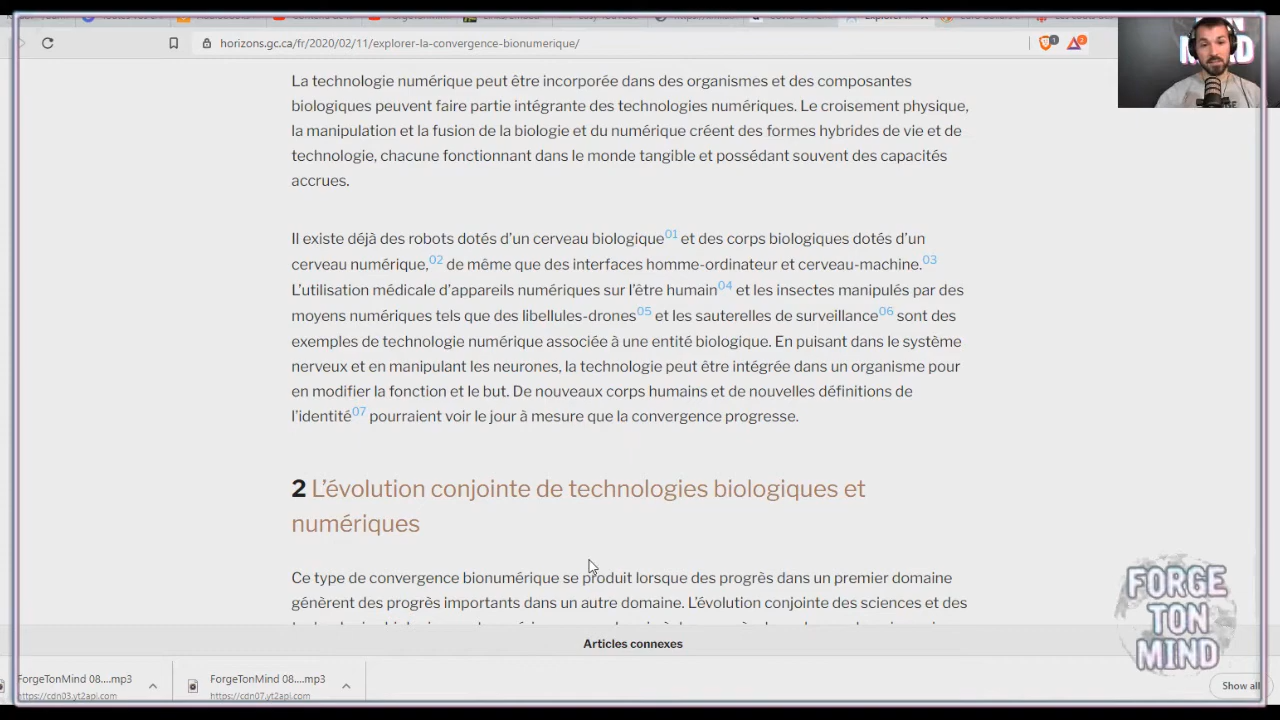 horizons.gc.ca/fr/2020/02/11/explorer-la-convergence-bionumerique/
1
2
MIND
La technologie numérique peut être incorporée dans des organismes et des composantes
biologiques peuvent faire partie intégrante des technologies numériques. Le croisement physique,
la manipulation et la fusion de la biologie et du numérique créent des formes hybrides de vie et de
technologie, chacune fonctionnant dans le monde tangible et possédant souvent des capacités
accrues.
Il existe déjà des robots dotés d'un cerveau biologique01 et des corps biologiques dotés d'un
cerveau numérique,02 de même que des interfaces homme-ordinateur et cerveau-machine.03
L'utilisation médicale d'appareils numériques sur l'être humain04 et les insectes manipulés par des
moyens numériques tels que des libellules-drones05 et les sauterelles de surveillance06 sont des
exemples de technologie numérique associée à une entité biologique. En puisant dans le système
nerveux et en manipulant les neurones, la technologie peut être intégrée dans un organisme pour
en modifier la fonction et le but. De nouveaux corps humains et de nouvelles définitions de
l'identité07 pourraient voir le jour à mesure que la convergence progresse.
2 L'évolution conjointe de technologies biologiques et
numériques
Ce type de convergence bionumérique se produit lorsque des progrès dans un premier domaine
génèrent des progrès importants dans un autre domaine. L'évolution conjointe des sciences et des
Articles connexes
FORGE
TON
MIND
ForgeTonMind 08....mp3
https://cdn03.yt2api.com
ForgeTonMind 08....mp3
https://cdn07.yt2api.com
Show all